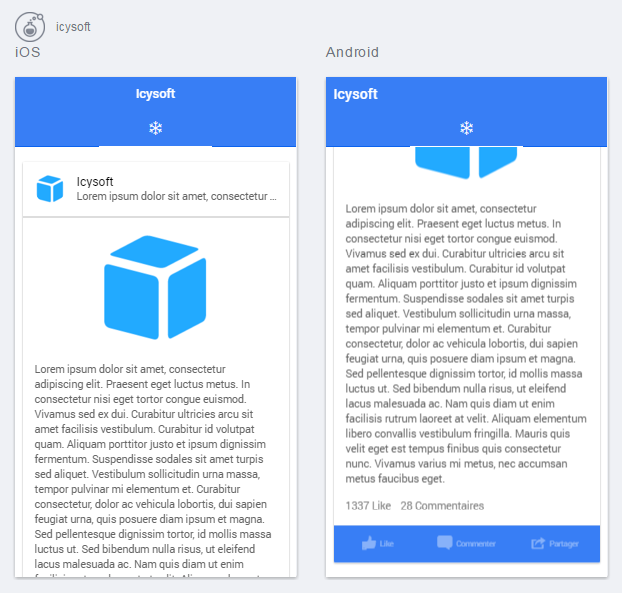 icysoft
iOS
Icysoft
Icysoft
Lorem ipsum dolor sit amet, consectetur ...
Lorem ipsum dolor sit amet, consectetur
adipiscing elit. Praesent eget luctus metus. In
consectetur nisi eget tortor congue euismod.
Vivamus sed ex dui. Curabitur ultricies arcu sit
amet facilisis vestibulum. Curabitur id volutpat
quam. Aliquam porttitor justo et ipsum dignissim
fermentum. Suspendisse sodales sit amet turpis
sed aliquet. Vestibulum sollicitudin urna massa,
tempor pulvinar mi elementum et. Curabitur
consectetur, dolor ac vehicula lobortis, dui sapien
feugiat urna, quis posuere diam ipsum et magna.
Sed pellentesque dignissim tortor, id mollis massa
luctus ut. Sed bibendum nulla risus, ut eleifend
Android
Icysoft
Lorem ipsum dolor sit amet, consectetur
adipiscing elit. Praesent eget luctus metus. In
consectetur nisi eget tortor congue euismod.
Vivamus sed ex dui. Curabitur ultricies arcu sit
amet facilisis vestibulum. Curabitur id volutpat
quam. Aliquam porttitor justo et ipsum dignissim
fermentum. Suspendisse sodales sit amet turpis
sed aliquet. Vestibulum sollicitudin urna massa,
tempor pulvinar mi elementum et. Curabitur
consectetur, dolor ac vehicula lobortis, dui sapien
feugiat urna, quis posuere diam ipsum et magna.
Sed pellentesque dignissim tortor, id mollis massa
luctus ut. Sed bibendum nulla risus, ut eleifend
lacus malesuada ac. Nam quis diam ut enim
facilisis rutrum laoreet at velit. Aliquam elementum
libero convallis vestibulum fringilla. Mauris quis
velit eget est tempus finibus quis consectetur
nunc. Vivamus varius mi metus, nec accumsan
metus faucibus eget.
1337 Like 28 Commentaires
Like Commenter Partager